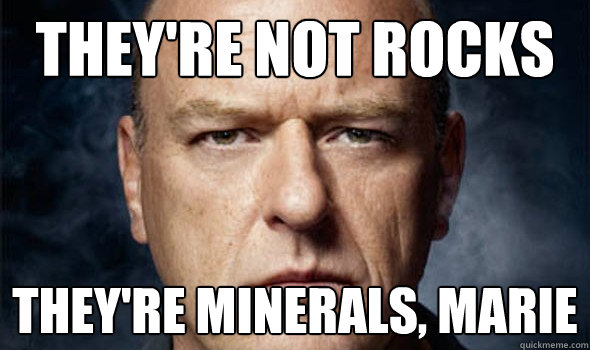 THEY'RE NOT ROCKS
THEY'RE MINERALS, MARIE
quickmeme.com